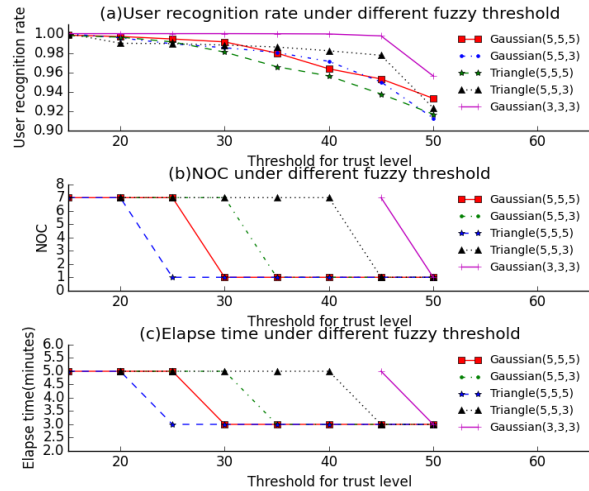 (a)User recognition rate under different fuzzy threshold
User recognition rate
1.00
0.98
0.96
0.94
0.92
0.90
20
30
40
50
60
Threshold for trust level
Gaussian(5,5,5)
Gaussian(5,5,3)
Triangle(5,5,5)
Triangle(5,5,3)
Gaussian(3,3,3)
(b)NOC under different fuzzy threshold
NOC
8
7
6
5
4
3
2
1
0
20
30
40
50
60
Threshold for trust level
Gaussian(5,5,5)
Gaussian(5,5,3)
Triangle(5,5,5)
Triangle(5,5,3)
Gaussian(3,3,3)
(c)Elapse time under different fuzzy threshold
Elapse time(minutes)
6.0
5.5
5.0
4.5
4.0
3.5
3.0
2.5
2.0
20
30
40
50
60
Threshold for trust level
Gaussian(5,5,5)
Gaussian(5,5,3)
Triangle(5,5,5)
Triangle(5,5,3)
Gaussian(3,3,3)